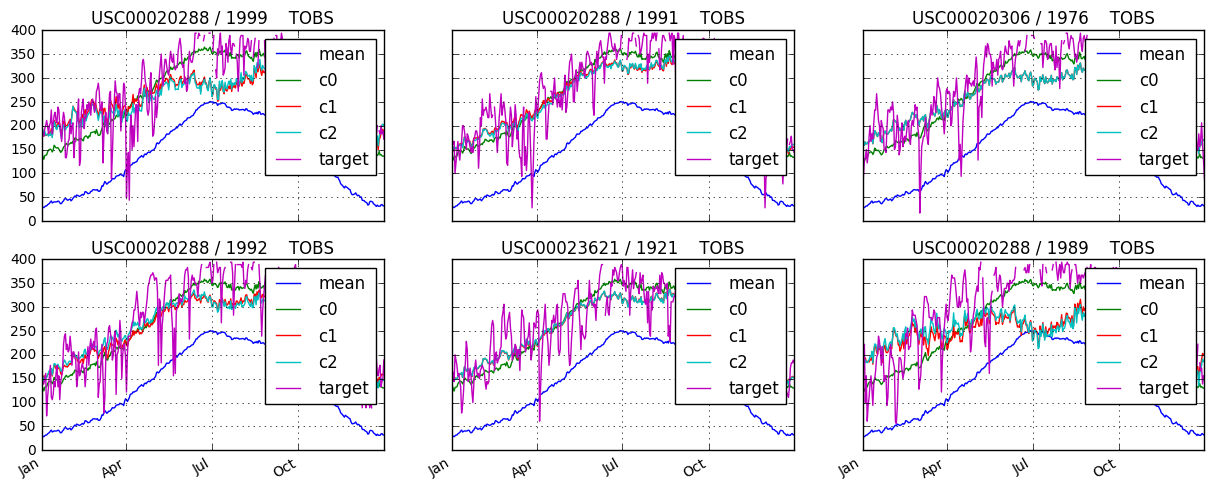 USC00020288 / 1999    TOBS
USC00020288 / 1991    TOBS
USC00020306 / 1976    TOBS
400
350
300
250
200
150
100
50
0
mean
c0
c1
c2
target
mean
c0
c1
c2
target
mean
c0
c1
c2
target
USC00020288 / 1992    TOBS
USC00023621 / 1921    TOBS
USC00020288 / 1989    TOBS
400
350
300
250
200
150
100
50
0
mean
c0
c1
c2
target
mean
c0
c1
c2
target
mean
c0
c1
c2
target
Jan Apr Jul Oct
Jan Apr Jul Oct
Jan Apr Jul Oct